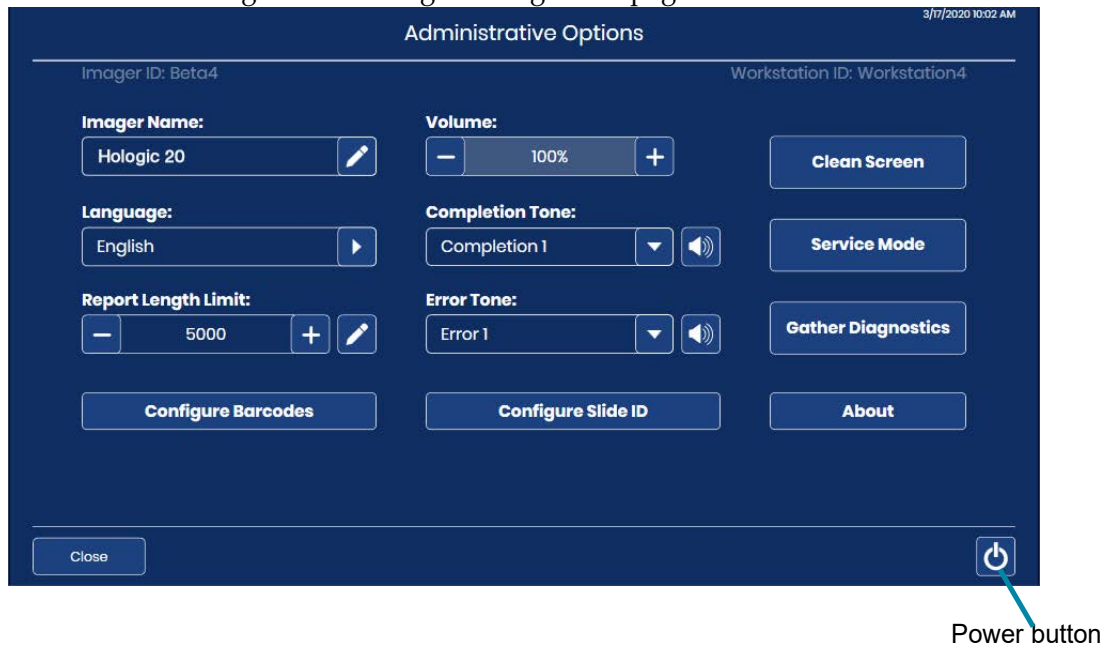 3/17/2020 10:02 AM
Administrative Options
Imager ID: Beta4
Workstation ID: Workstation4
Imager Name:
Volume:
Hologic 20
100%
Clean Screen
Language:
Completion Tone:
English
Completion 1
Service Mode
Report Length Limit:
Error Tone:
5000
Error 1
Gather Diagnostics
Configure Barcodes
Configure Slide ID
About
Close
Power button